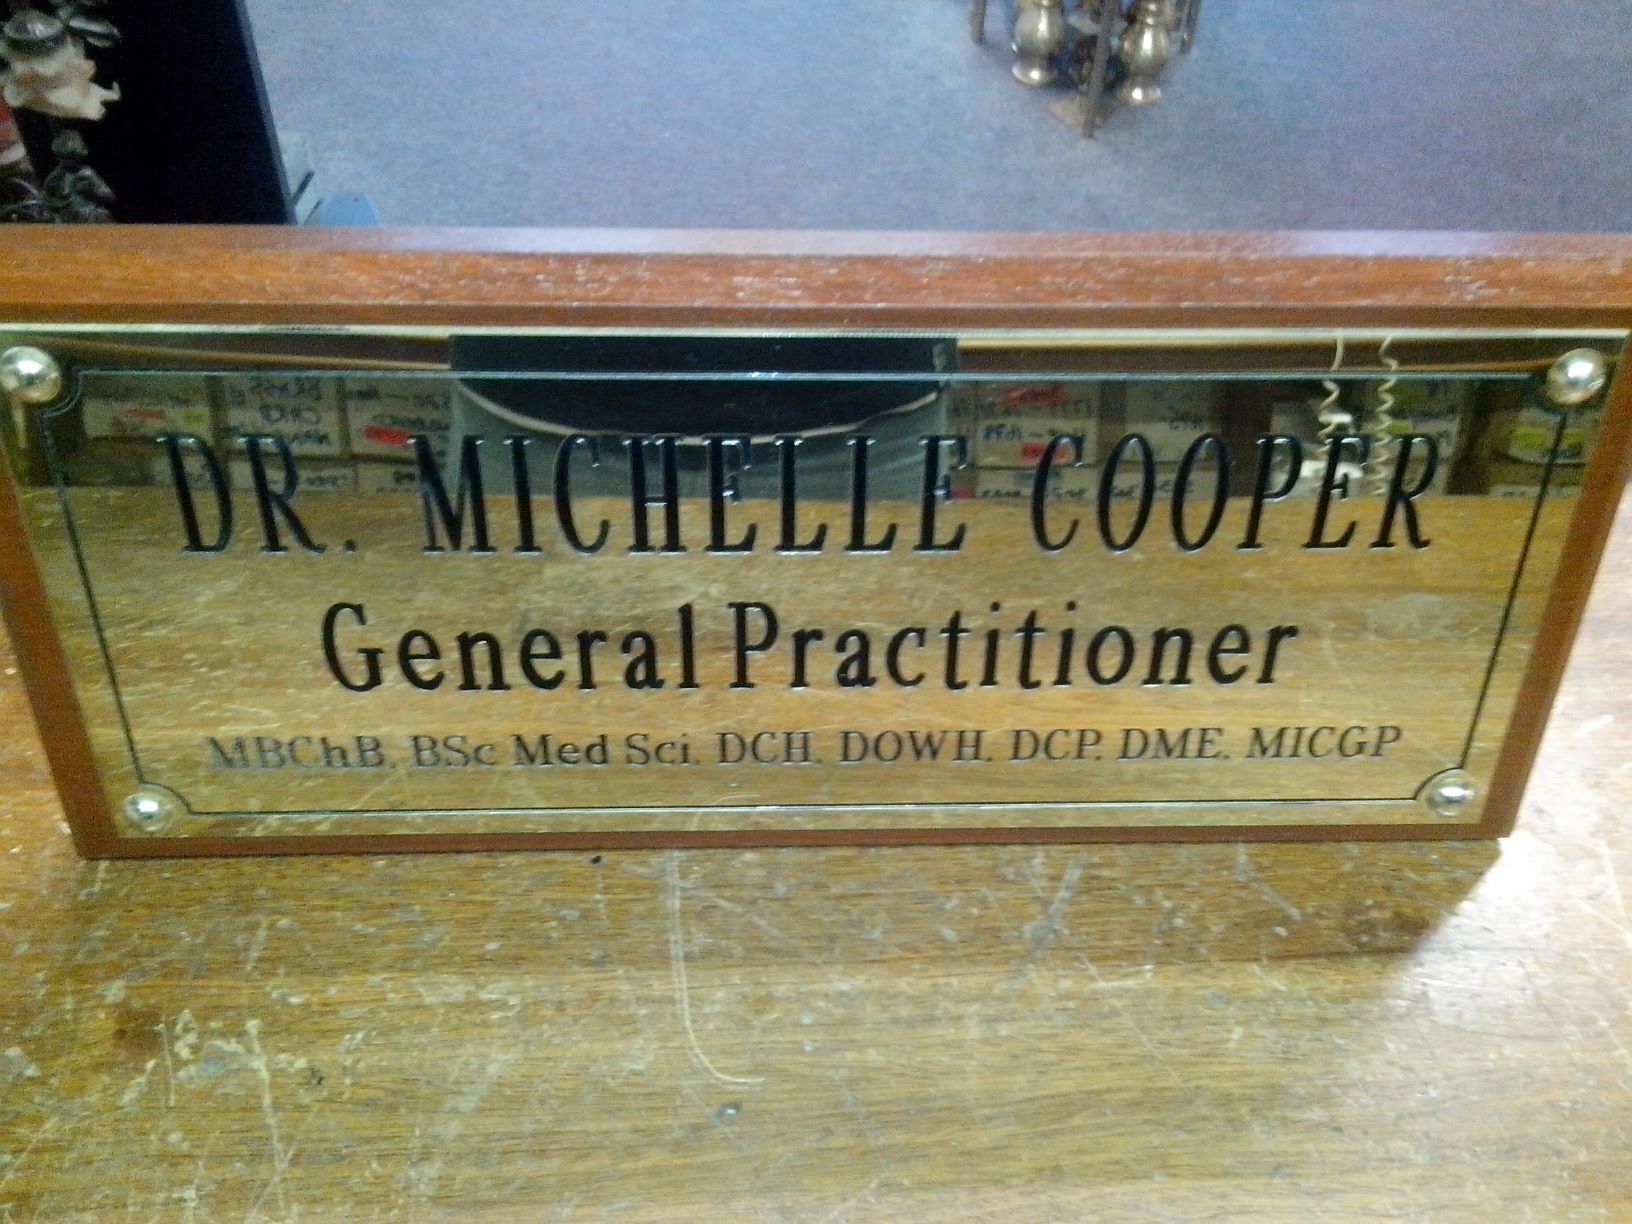 DR. MICHELLE COOPER
General Practitioner
MBChB, BSc Med Sci, DCH, DOWH, DCP, DME, MICGP